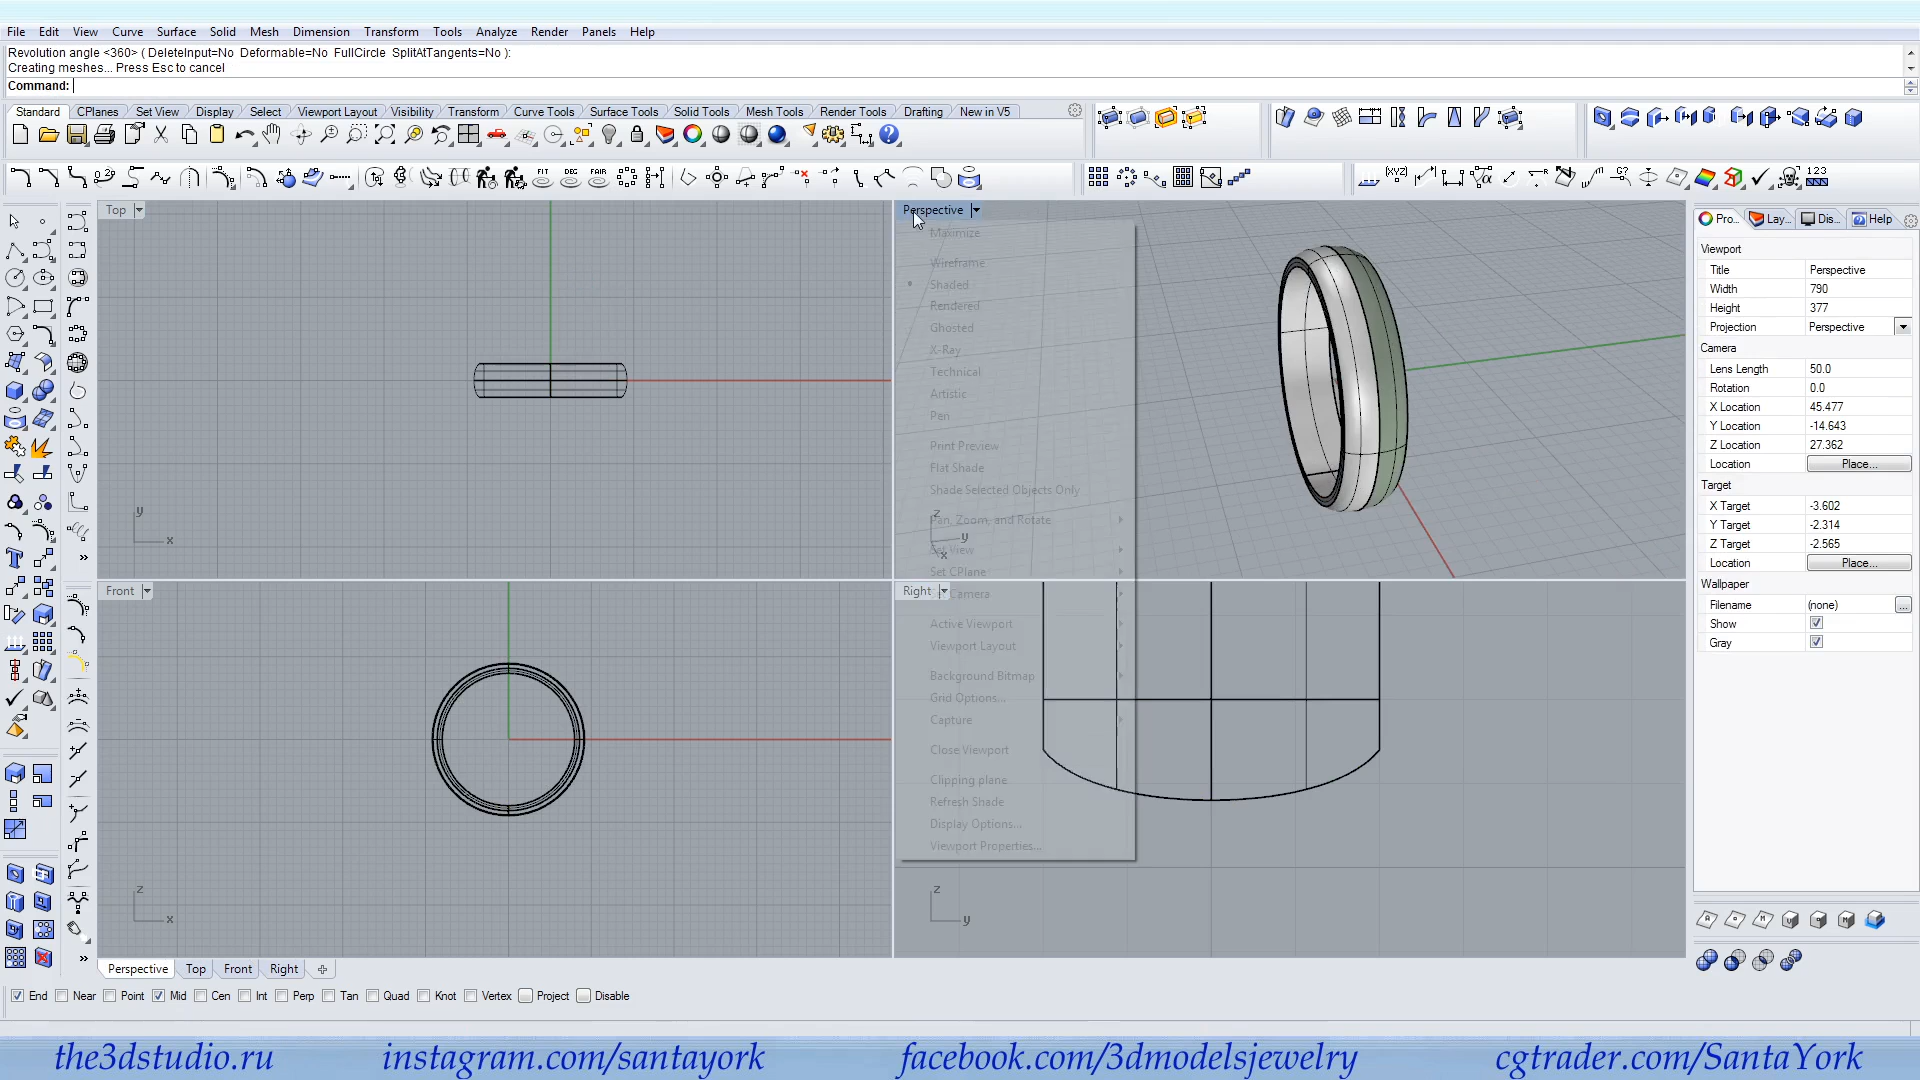 File Edit View Curve Surface Solid Mesh Dimension Transform Tools Analyze Render Panels Help
Revolution angle <360> ( DeleteInput=No Deformable=No FullCircle SplitAtTangents=No ):
Creating meshes... Press Esc to cancel
Command:
Standard CPlanes Set View Display Select Viewport Layout Visibility Transform Curve Tools Surface Tools Solid Tools Mesh Tools Render Tools Drafting New in V5
FIT DEG FAIR (XYZ) G? 123
Top
Perspective
Maximize
Wireframe
Shaded
Rendered
Ghosted
X-Ray
Technical
Artistic
Pen
Print Preview
Flat Shade
Shade Selected Objects Only
Pan, Zoom, and Rotate
Set View
Set CPlane
Camera
Active Viewport
Viewport Layout
Background Bitmap
Grid Options...
Capture
Close Viewport
Clipping plane
Refresh Shade
Display Options...
Viewport Properties...
y
x
z
y
x
Front
Right
z
x
z
y
Pro... Lay... Dis... Help
Viewport
Title Perspective
Width 790
Height 377
Projection Perspective
Camera
Lens Length 50.0
Rotation 0.0
X Location 45.477
Y Location -14.643
Z Location 27.362
Location Place...
Target
X Target -3.602
Y Target -2.314
Z Target -2.565
Location Place...
Wallpaper
Filename (none) ...
Show
Gray
Perspective Top Front Right
End Near Point Mid Cen Int Perp Tan Quad Knot Vertex Project Disable
the3dstudio.ru instagram.com/santayork facebook.com/3dmodelsjewelry cgtrader.com/SantaYork